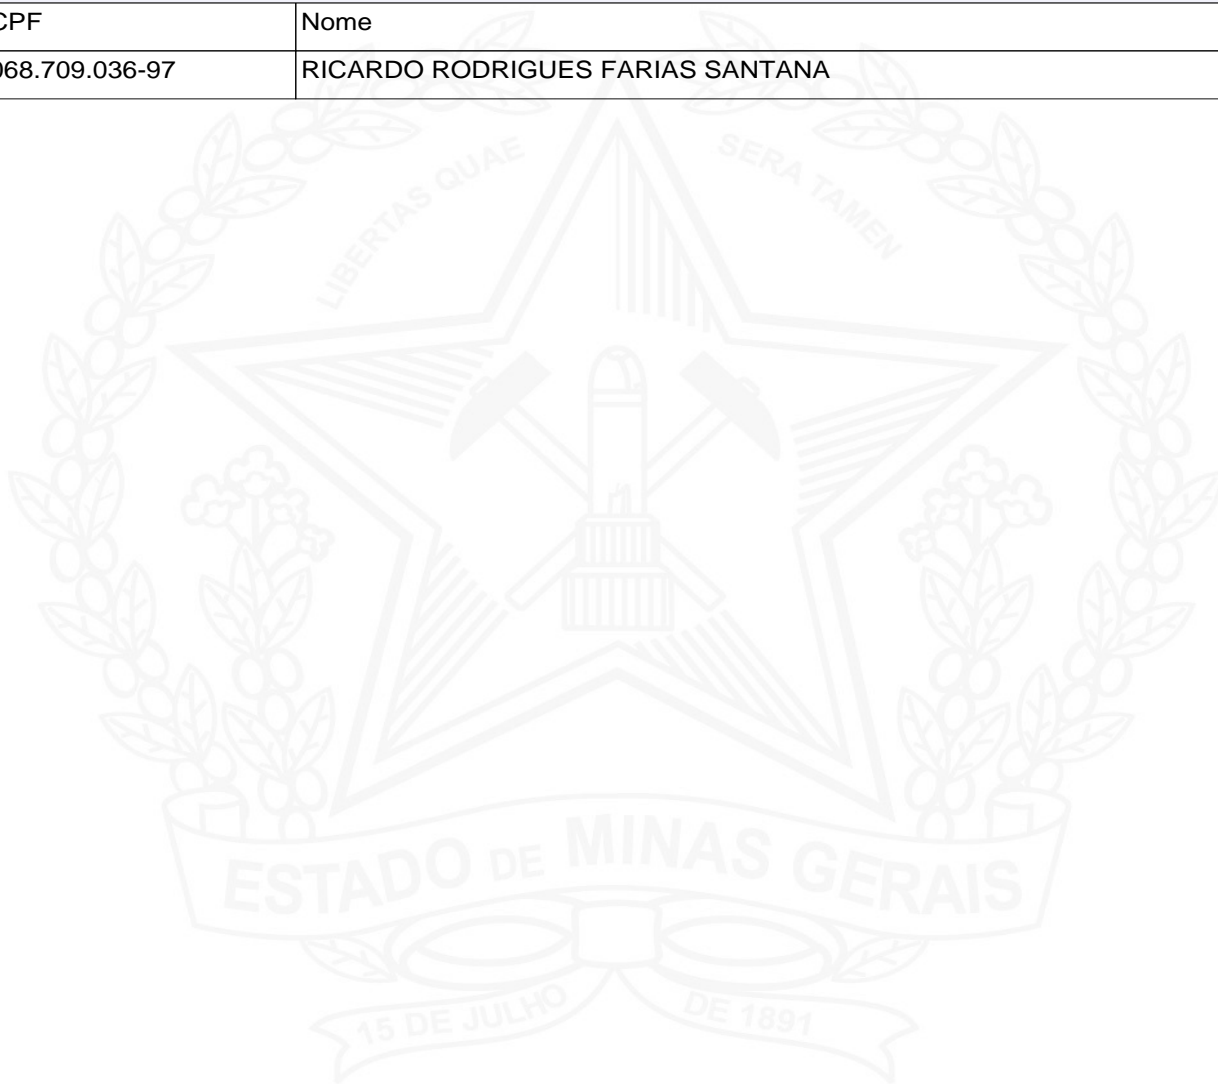 CPF Nome
068.709.036-97 RICARDO RODRIGUES FARIAS SANTANA
LIBERTAS QUAE SERA TAMEN
ESTADO DE MINAS GERAIS
15 DE JULHO DE 1891